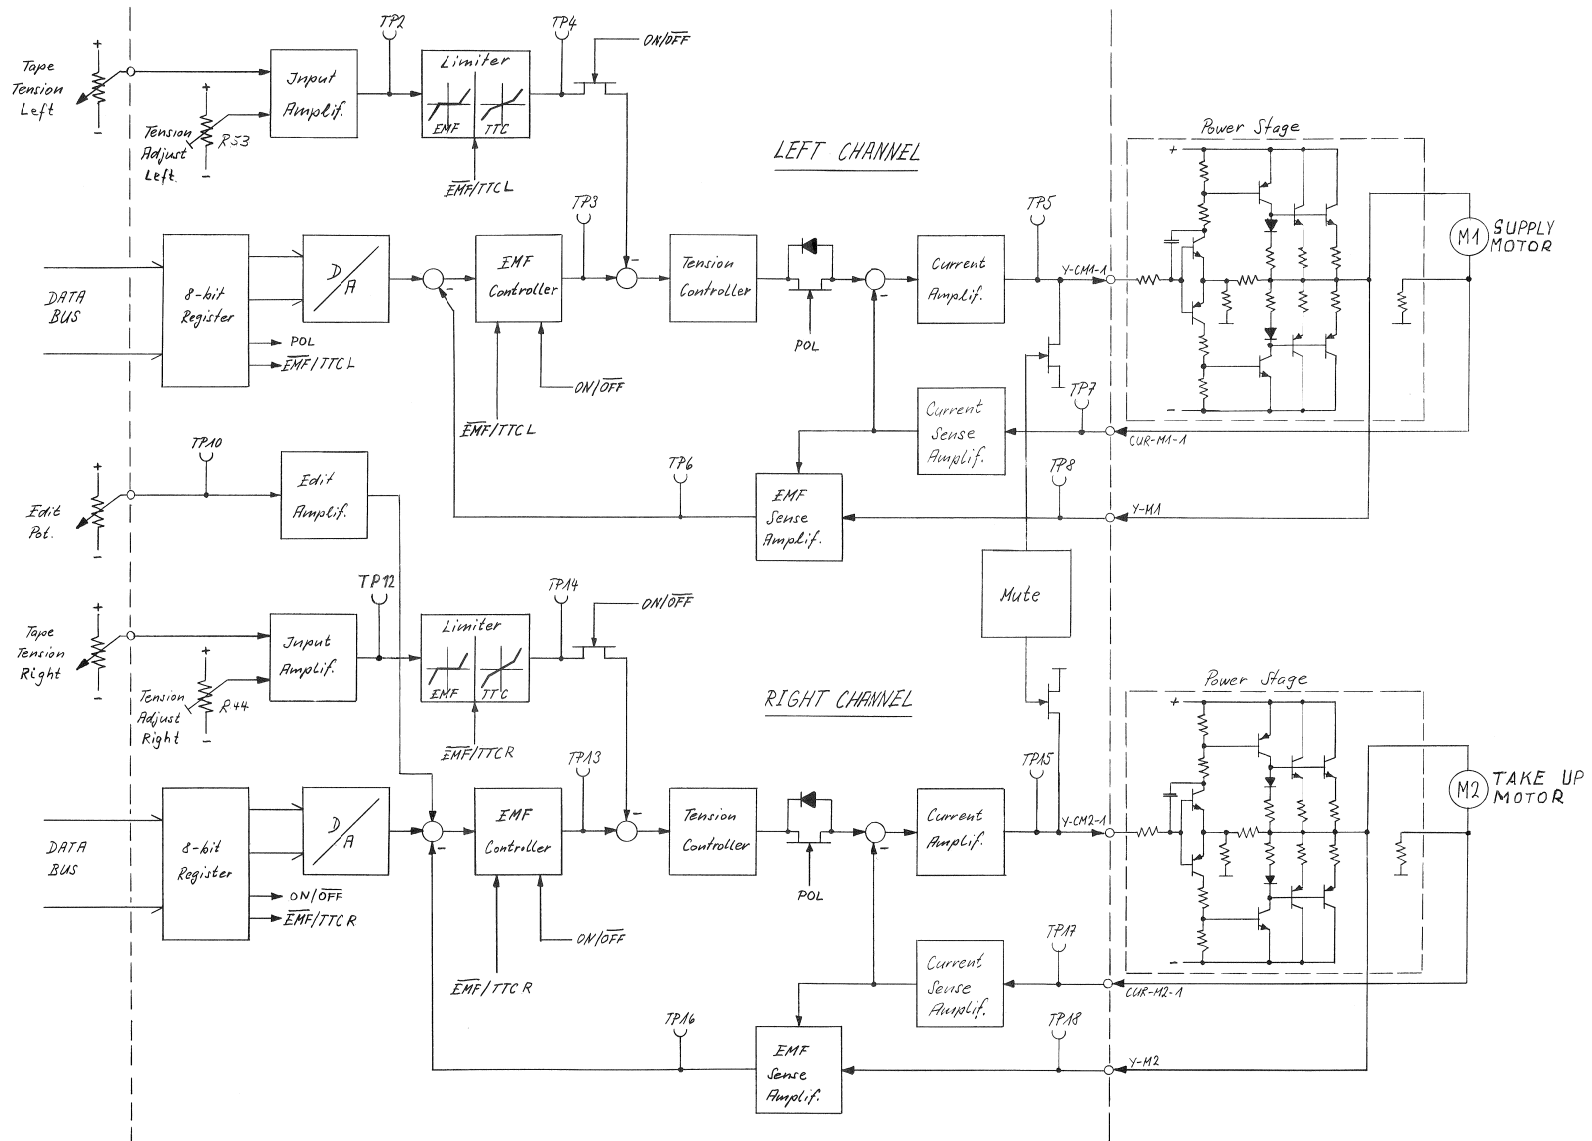 TP2
TP4
ON/OFF
+
Tape
Tension
Left
-
+
Tension
Adjust
Left.
R53
-
Input
Amplif.
Limiter
EMF
TTC
EMF/TTCL
LEFT CHANNEL
Power Stage
+
-
M1
SUPPLY
MOTOR
TP3
TP5
DATA
BUS
8-bit
Register
D/A
POL
EMF/TTCL
-
EMF
Controller
-
Tension
Controller
POL
-
Current
Amplif.
Y-CM1-1
ON/OFF
EMF/TTCL
Current
Sense
Amplif.
TP7
CUR-M1-1
TP10
+
Edit
Pot.
-
Edit
Amplif.
TP6
EMF
Sense
Amplif.
TP8
Y-M1
Mute
TP12
TP14
ON/OFF
+
Tape
Tension
Right
-
+
Tension
Adjust
Right
R44
-
Input
Amplif.
Limiter
EMF
TTC
EMF/TTCR
RIGHT CHANNEL
Power Stage
+
-
M2
TAKE UP
MOTOR
TP13
TP15
DATA
BUS
8-bit
Register
D/A
ON/OFF
EMF/TTCR
-
EMF
Controller
-
Tension
Controller
POL
-
Current
Amplif.
Y-CM2-1
ON/OFF
EMF/TTCR
Current
Sense
Amplif.
TP17
CUR-M2-1
TP16
EMF
Sense
Amplif.
TP18
Y-M2